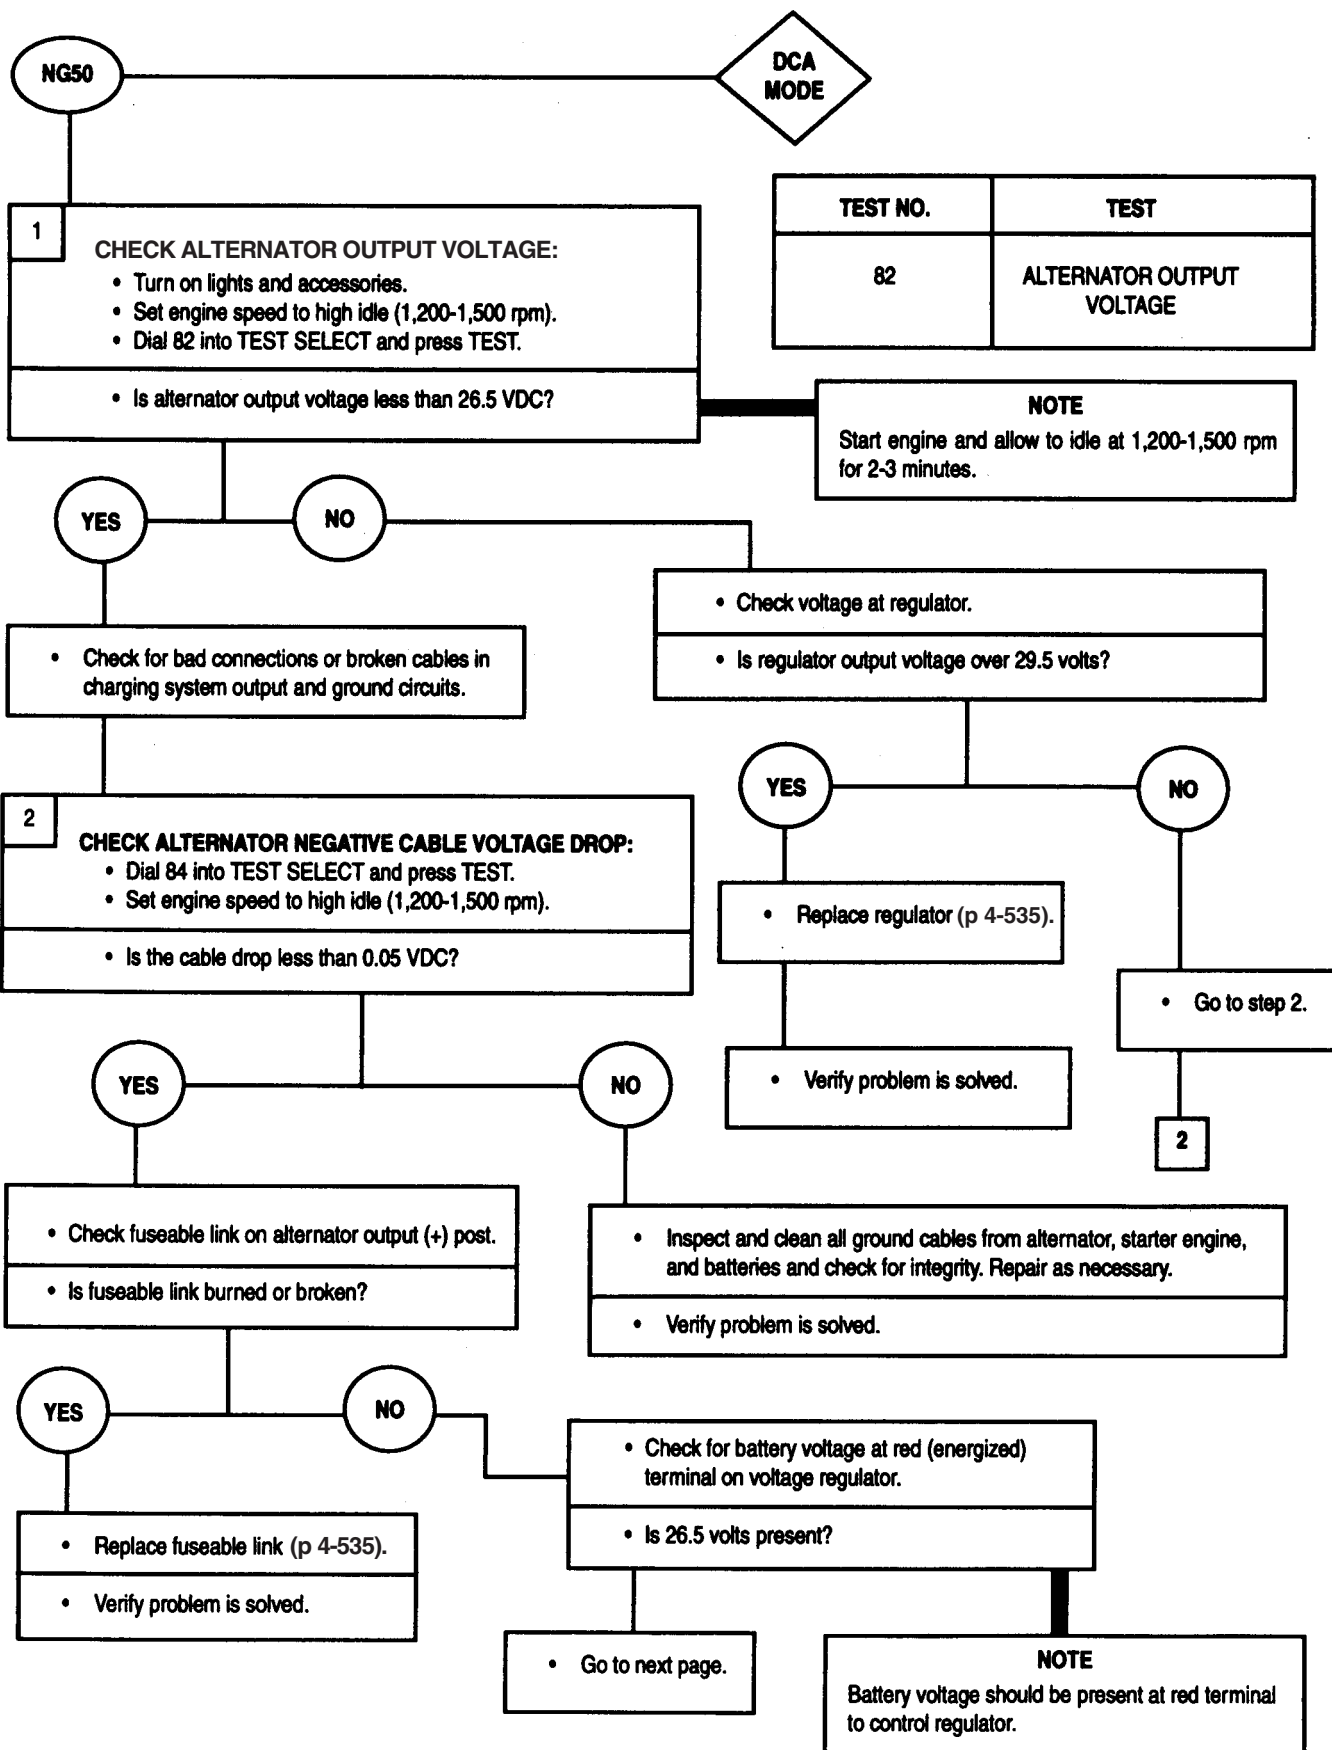 NG50
DCA
MODE
TEST NO.
TEST
82
ALTERNATOR OUTPUT
VOLTAGE
1
CHECK ALTERNATOR OUTPUT VOLTAGE:
• Turn on lights and accessories.
• Set engine speed to high idle (1,200-1,500 rpm).
• Dial 82 into TEST SELECT and press TEST.
• Is alternator output voltage less than 26.5 VDC?
NOTE
Start engine and allow to idle at 1,200-1,500 rpm
for 2-3 minutes.
YES
NO
• Check voltage at regulator.
• Is regulator output voltage over 29.5 volts?
• Check for bad connections or broken cables in
charging system output and ground circuits.
YES
NO
2
CHECK ALTERNATOR NEGATIVE CABLE VOLTAGE DROP:
• Dial 84 into TEST SELECT and press TEST.
• Set engine speed to high idle (1,200-1,500 rpm).
• Is the cable drop less than 0.05 VDC?
• Replace regulator (p 4-535).
• Go to step 2.
• Verify problem is solved.
2
YES
NO
• Check fuseable link on alternator output (+) post.
• Is fuseable link burned or broken?
• Inspect and clean all ground cables from alternator, starter engine,
and batteries and check for integrity. Repair as necessary.
• Verify problem is solved.
YES
NO
• Check for battery voltage at red (energized)
terminal on voltage regulator.
• Is 26.5 volts present?
• Replace fuseable link (p 4-535).
• Verify problem is solved.
• Go to next page.
NOTE
Battery voltage should be present at red terminal
to control regulator.